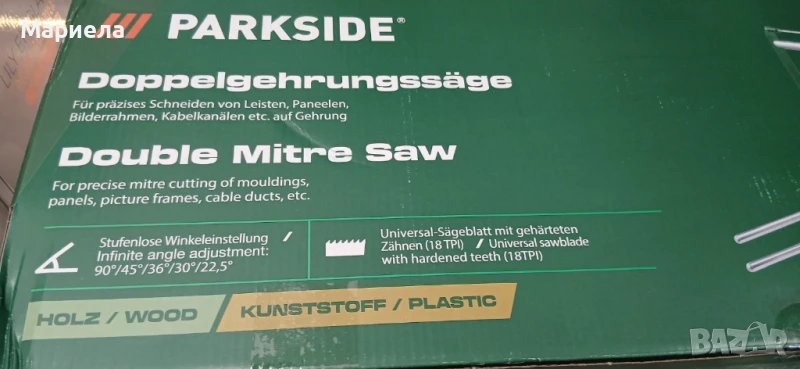 Мариела
PARKSIDE®
Doppelgehrungssäge
Für präzises Schneiden von Leisten, Paneelen,
Bilderrahmen, Kabelkanälen etc. auf Gehrung
Double Mitre Saw
For precise mitre cutting of mouldings,
panels, picture frames, cable ducts, etc.
Stufenlose Winkeleinstellung /
Infinite angle adjustment:
90°/45°/36°/30°/22,5°
Universal-Sägeblatt mit gehärteten
Zähnen (18 TPI) / Universal sawblade
with hardened teeth (18TPI)
HOLZ / WOOD
KUNSTSTOFF / PLASTIC
BAZAR